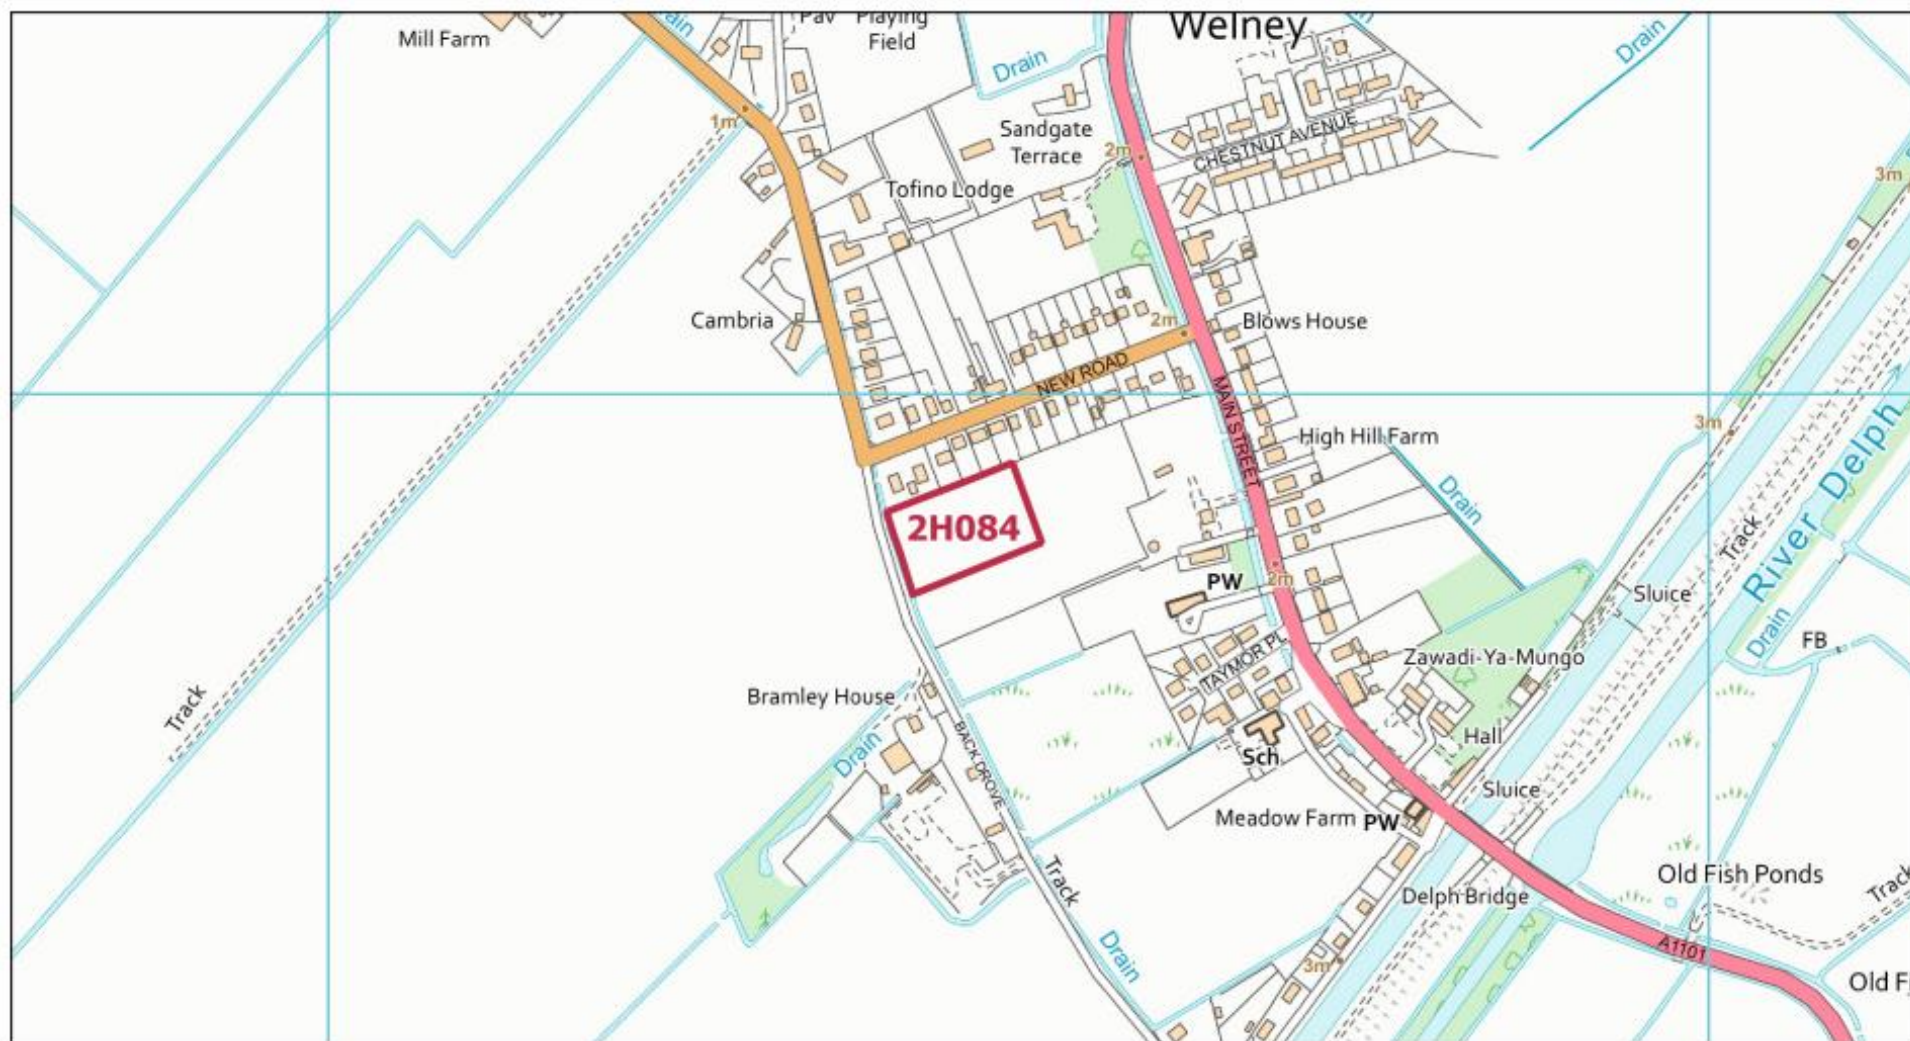 Welney
Pav
Playing
Field
Mill Farm
Drain
Drain
Drain
Drain
1m
Sandgate
Terrace
2m
CHESTNUT AVENUE
3m
Tofino Lodge
Cambria
2m
Blows House
NEW ROAD
MAIN STREET
High Hill Farm
3m
River Delph
Drain
2H084
Track
PW
2m
Sluice
Drain
FB
TAYMOR PL
Zawadi-Ya-Mungo
Track
Bramley House
BACK DROVE
Drain
Sch
Hall
Sluice
Meadow Farm
PW
Track
Old Fish Ponds
Track
Delph Bridge
Drain
3m
A1101
Old